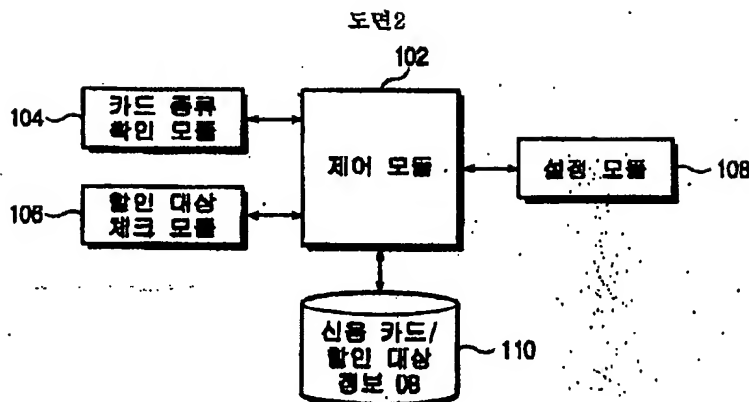 도면2
102
104
카드 종류
확인 모듈
제어 모듈
설정 모듈
108
106
할인 대상
체크 모듈
신용 카드/
할인 대상
정보 DB
110